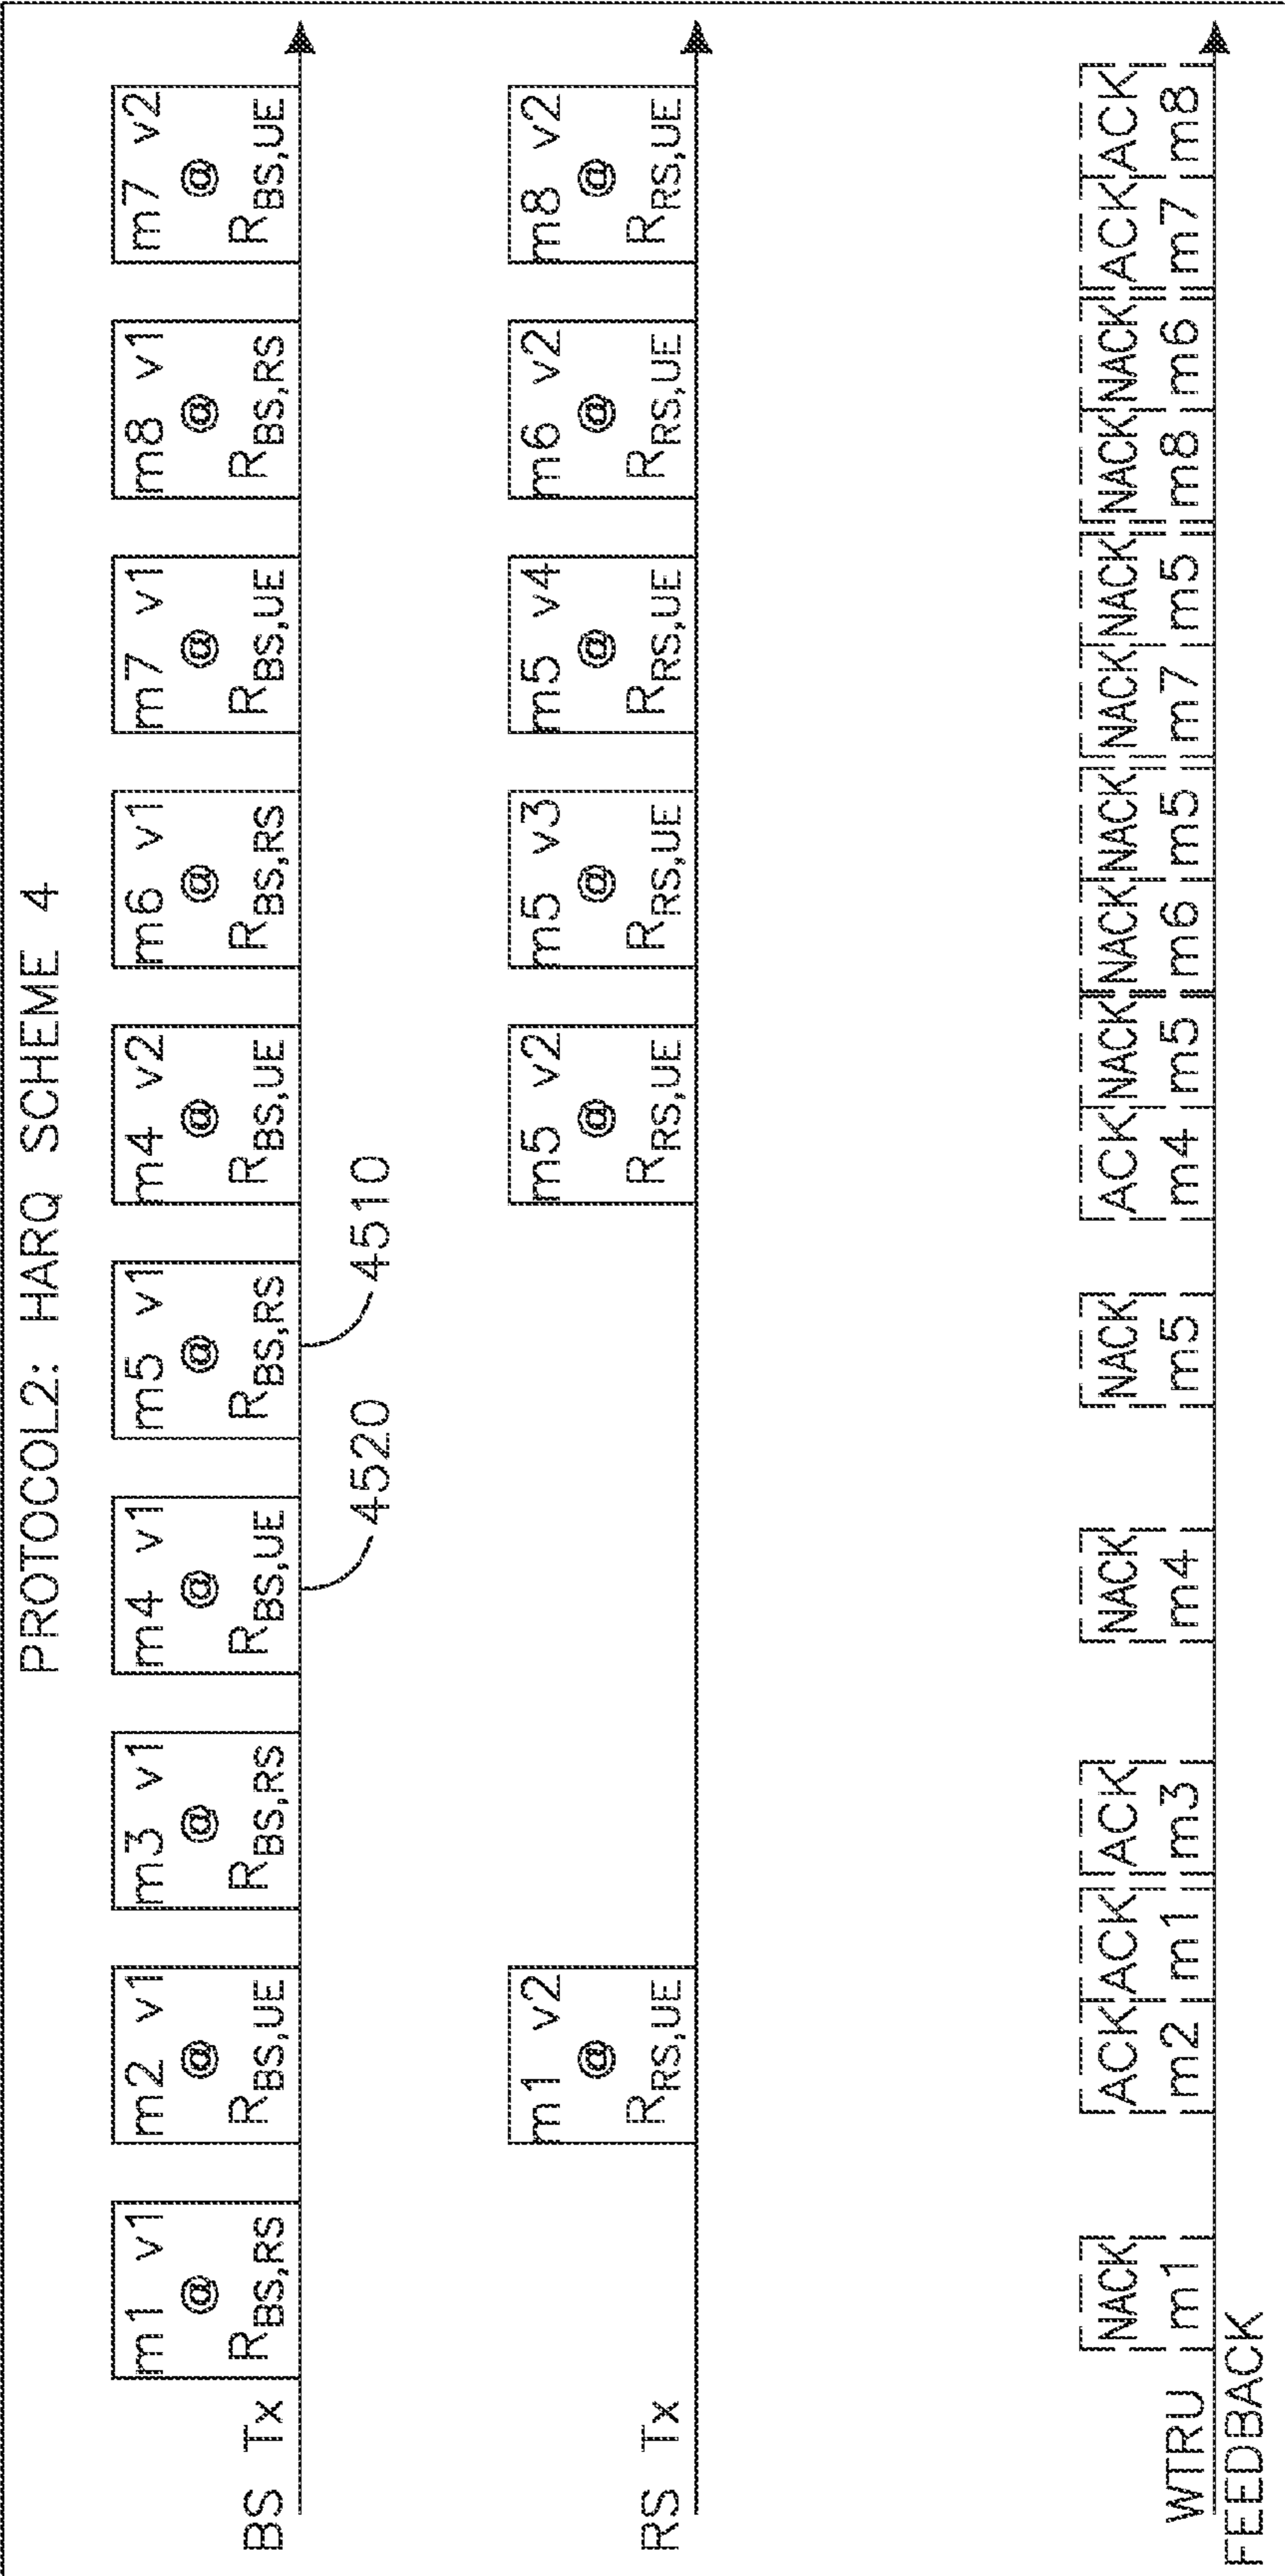 PROTOCOL2: HARQ SCHEME 4
BS Tx
m1 v1
@
RBS,RS
m2 v1
@
RBS,UE
m3 v1
@
RBS,RS
m4 v1
@
RBS,UE
m5 v1
@
RBS,RS
m4 v2
@
RBS,UE
m6 v1
@
RBS,RS
m7 v1
@
RBS,UE
m8 v1
@
RBS,RS
m7 v2
@
RBS,UE
4520
4510
RS Tx
m1 v2
@
RRS,UE
m5 v2
@
RRS,UE
m5 v3
@
RRS,UE
m5 v4
@
RRS,UE
m6 v2
@
RRS,UE
m8 v2
@
RRS,UE
WTRU
FEEDBACK
NACK
m1
ACK
m2
ACK
m1
ACK
m3
NACK
m4
NACK
m5
ACK
m4
NACK
m5
NACK
m6
NACK
m5
NACK
m7
NACK
m5
NACK
m8
NACK
m6
ACK
m7
ACK
m8